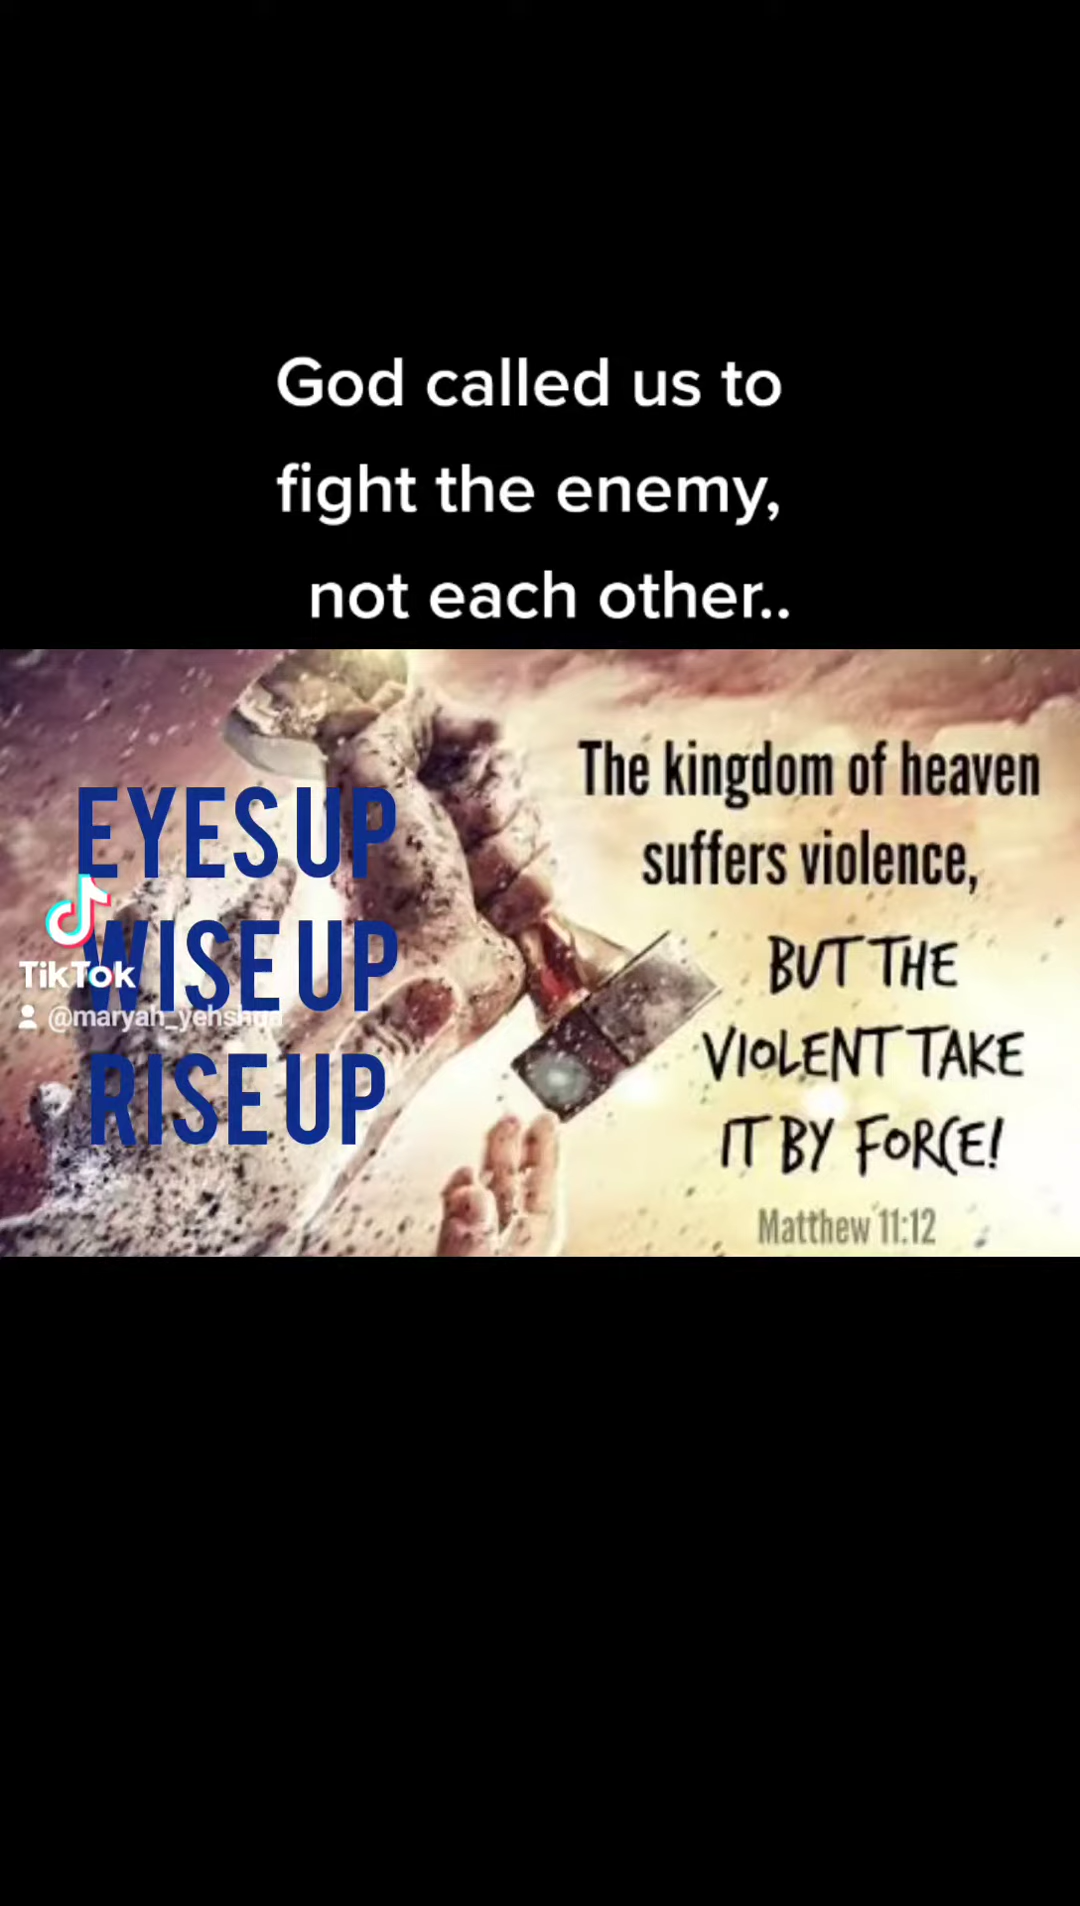 God called us to
fight the enemy,
not each other..
EYES UP
WISE UP
RISE UP
TikTok
@maryah_yehshua
The kingdom of heaven
suffers violence,
BUT THE
VIOLENT TAKE
IT BY FORCE!
Matthew 11:12